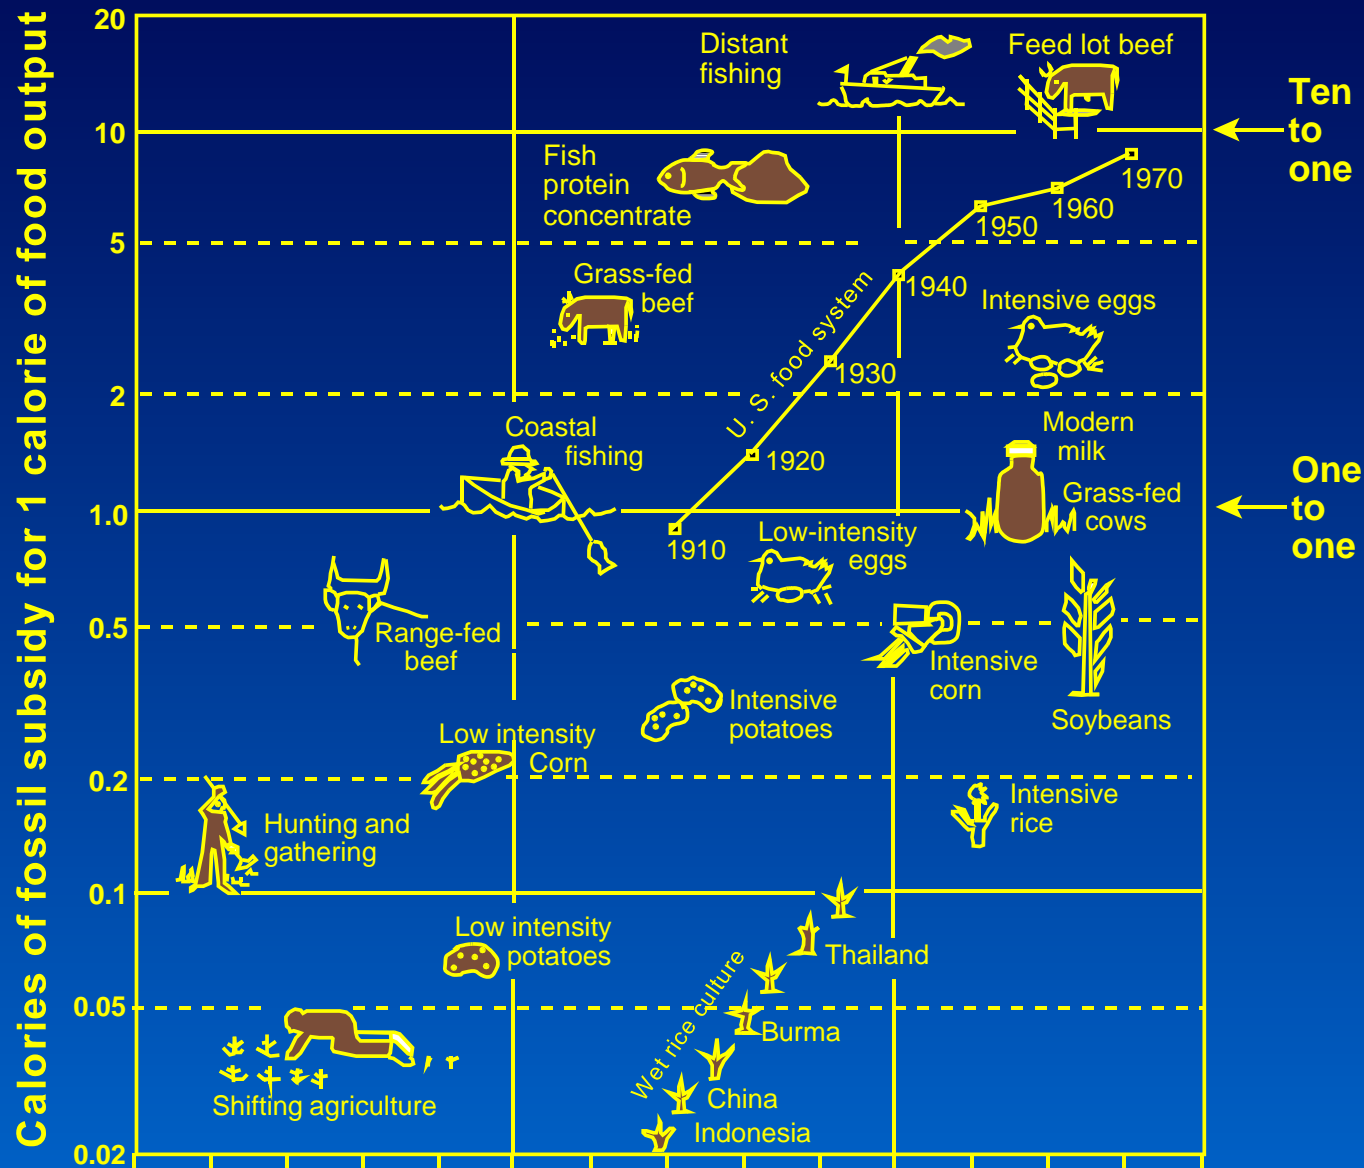 Calories of fossil subsidy for 1 calorie of food output
20
10
5
2
1.0
0.5
0.2
0.1
0.05
0.02
Distant
fishing
Feed lot beef
Ten
to
one
Fish
protein
concentrate
1970
1960
1950
1940
1930
1920
1910
U. S. food system
Grass-fed
beef
Intensive eggs
Coastal
fishing
Modern
milk
Grass-fed
cows
One
to
one
Low-intensity
eggs
Range-fed
beef
Intensive
corn
Soybeans
Intensive
potatoes
Low intensity
Corn
Intensive
rice
Hunting and
gathering
Low intensity
potatoes
Wet rice culture
Thailand
Burma
China
Indonesia
Shifting agriculture